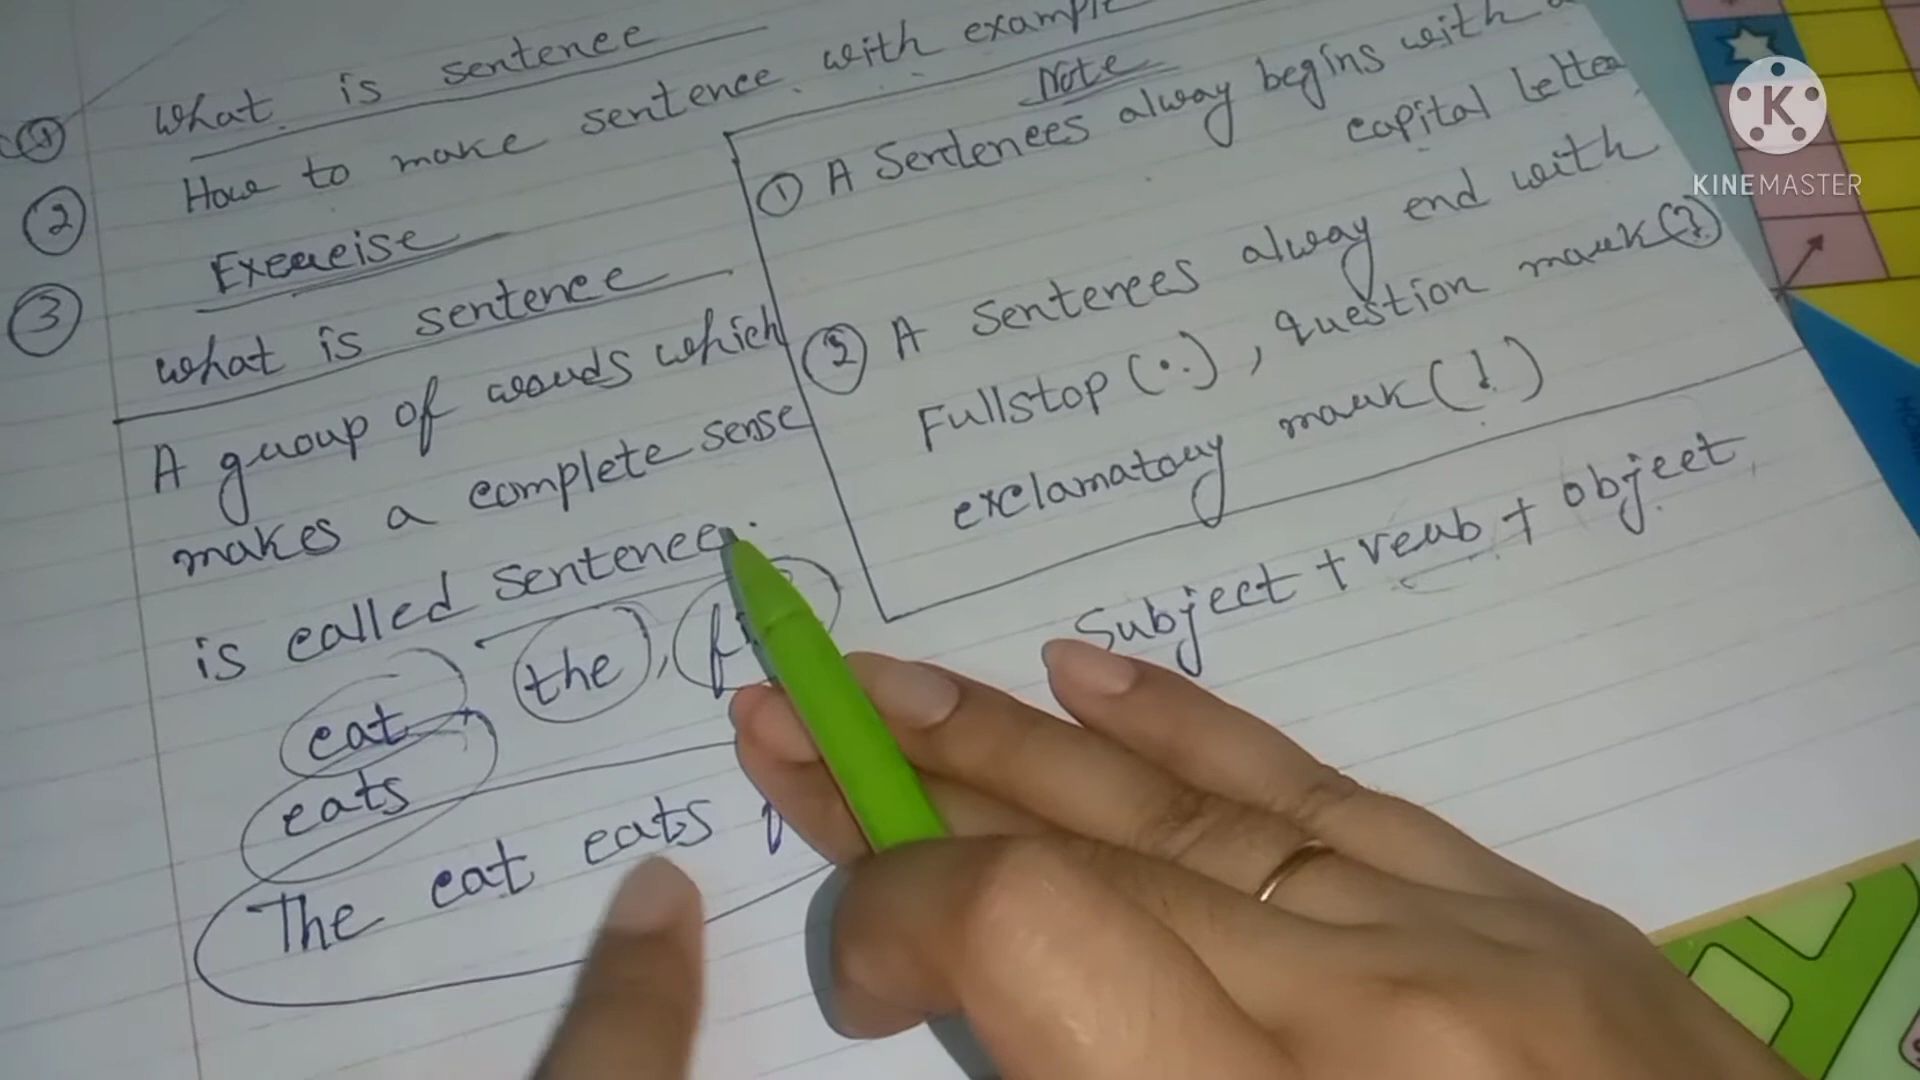 1 What is sentence
2 How to make sentence with example
3 Exercise
What is sentence
A group of words which
makes a complete sense
is called sentence.
cat the,
eats
The cat eats
Note
1 A Sentences alway begins with a
capital letter
2 A Sentences alway end with
Fullstop (.), question mark (?)
exclamatory mark (!)
Subject + verb + object
KINEMASTER